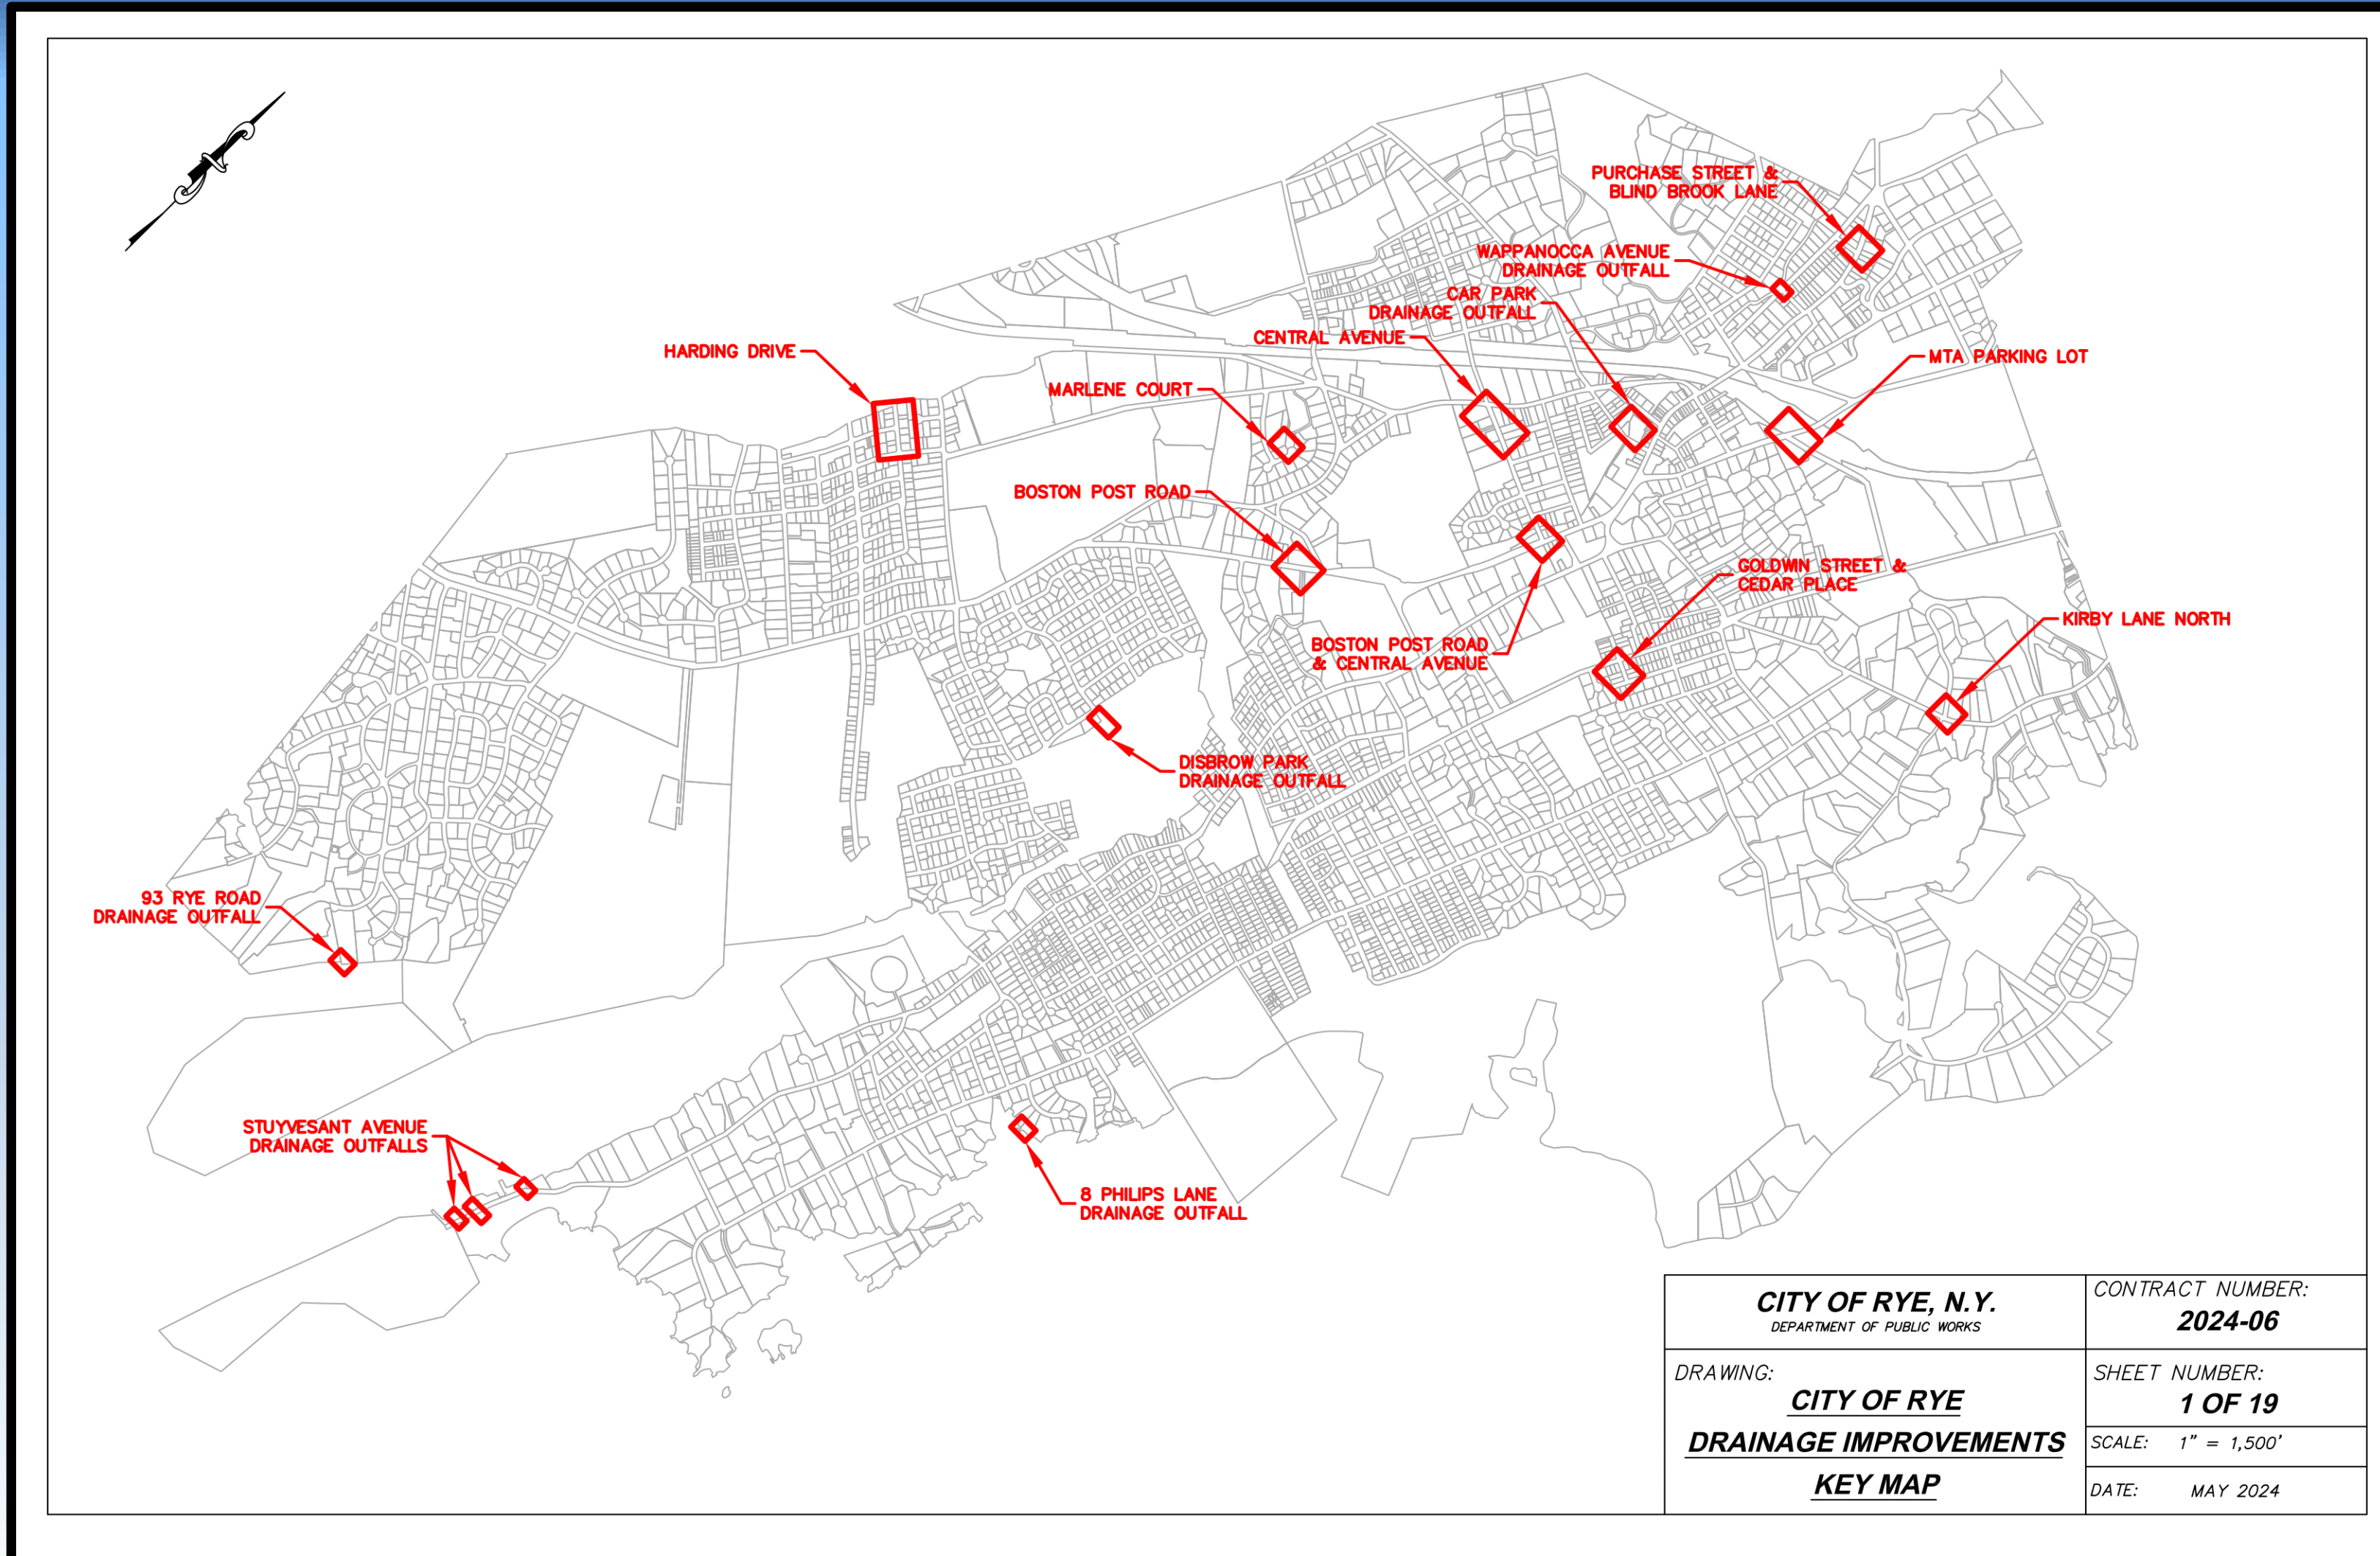 PURCHASE STREET &
BLIND BROOK LANE
WAPPANOCCA AVENUE
DRAINAGE OUTFALL
CAR PARK
DRAINAGE OUTFALL
CENTRAL AVENUE
HARDING DRIVE
MTA PARKING LOT
MARLENE COURT
BOSTON POST ROAD
GOLDWIN STREET &
CEDAR PLACE
KIRBY LANE NORTH
BOSTON POST ROAD
& CENTRAL AVENUE
DISBROW PARK
DRAINAGE OUTFALL
93 RYE ROAD
DRAINAGE OUTFALL
STUYVESANT AVENUE
DRAINAGE OUTFALLS
8 PHILIPS LANE
DRAINAGE OUTFALL
CITY OF RYE, N.Y.
DEPARTMENT OF PUBLIC WORKS
CONTRACT NUMBER:
2024-06
DRAWING:
CITY OF RYE
DRAINAGE IMPROVEMENTS
KEY MAP
SHEET NUMBER:
1 OF 19
SCALE: 1" = 1,500'
DATE: MAY 2024